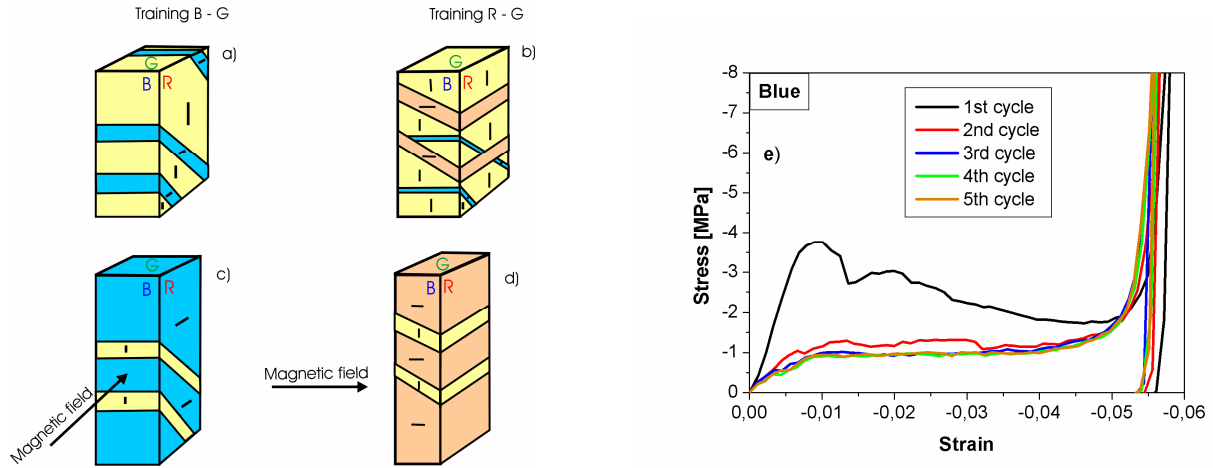 Training B - G
Training R - G
a)
G
B R
b)
G
B R
c)
G
B R
Magnetic field
d)
G
B R
Magnetic field
Blue
e)
1st cycle
2nd cycle
3rd cycle
4th cycle
5th cycle
Stress [MPa]
-8
-7
-6
-5
-4
-3
-2
-1
0
0,00 -0,01 -0,02 -0,03 -0,04 -0,05 -0,06
Strain